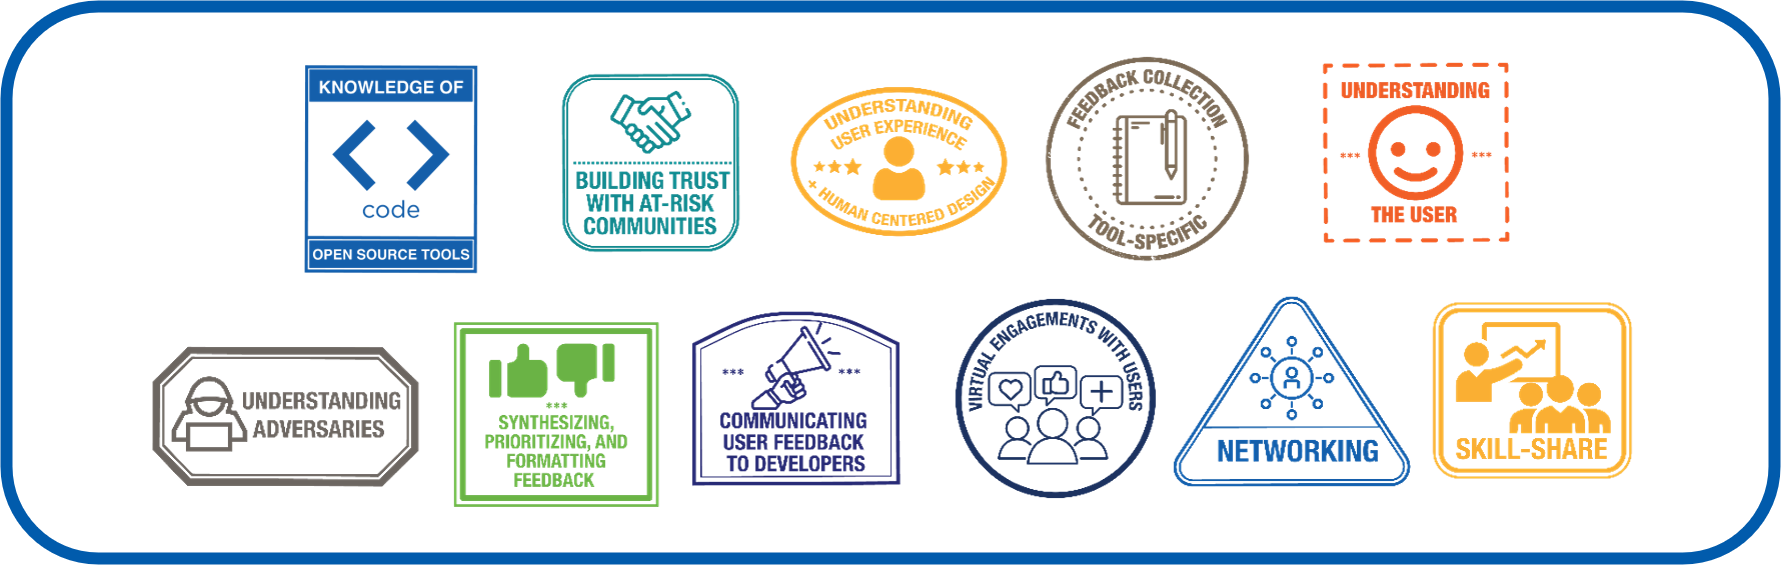 KNOWLEDGE OF
code
OPEN SOURCE TOOLS
BUILDING TRUST
WITH AT-RISK
COMMUNITIES
UNDERSTANDING
USER EXPERIENCE
+ HUMAN CENTERED DESIGN
FEEDBACK COLLECTION
TOOL-SPECIFIC
UNDERSTANDING
*** ***
THE USER
UNDERSTANDING
ADVERSARIES
***
SYNTHESIZING,
PRIORITIZING, AND
FORMATTING
FEEDBACK
*** ***
COMMUNICATING
USER FEEDBACK
TO DEVELOPERS
VIRTUAL ENGAGEMENTS WITH USERS
NETWORKING
SKILL-SHARE